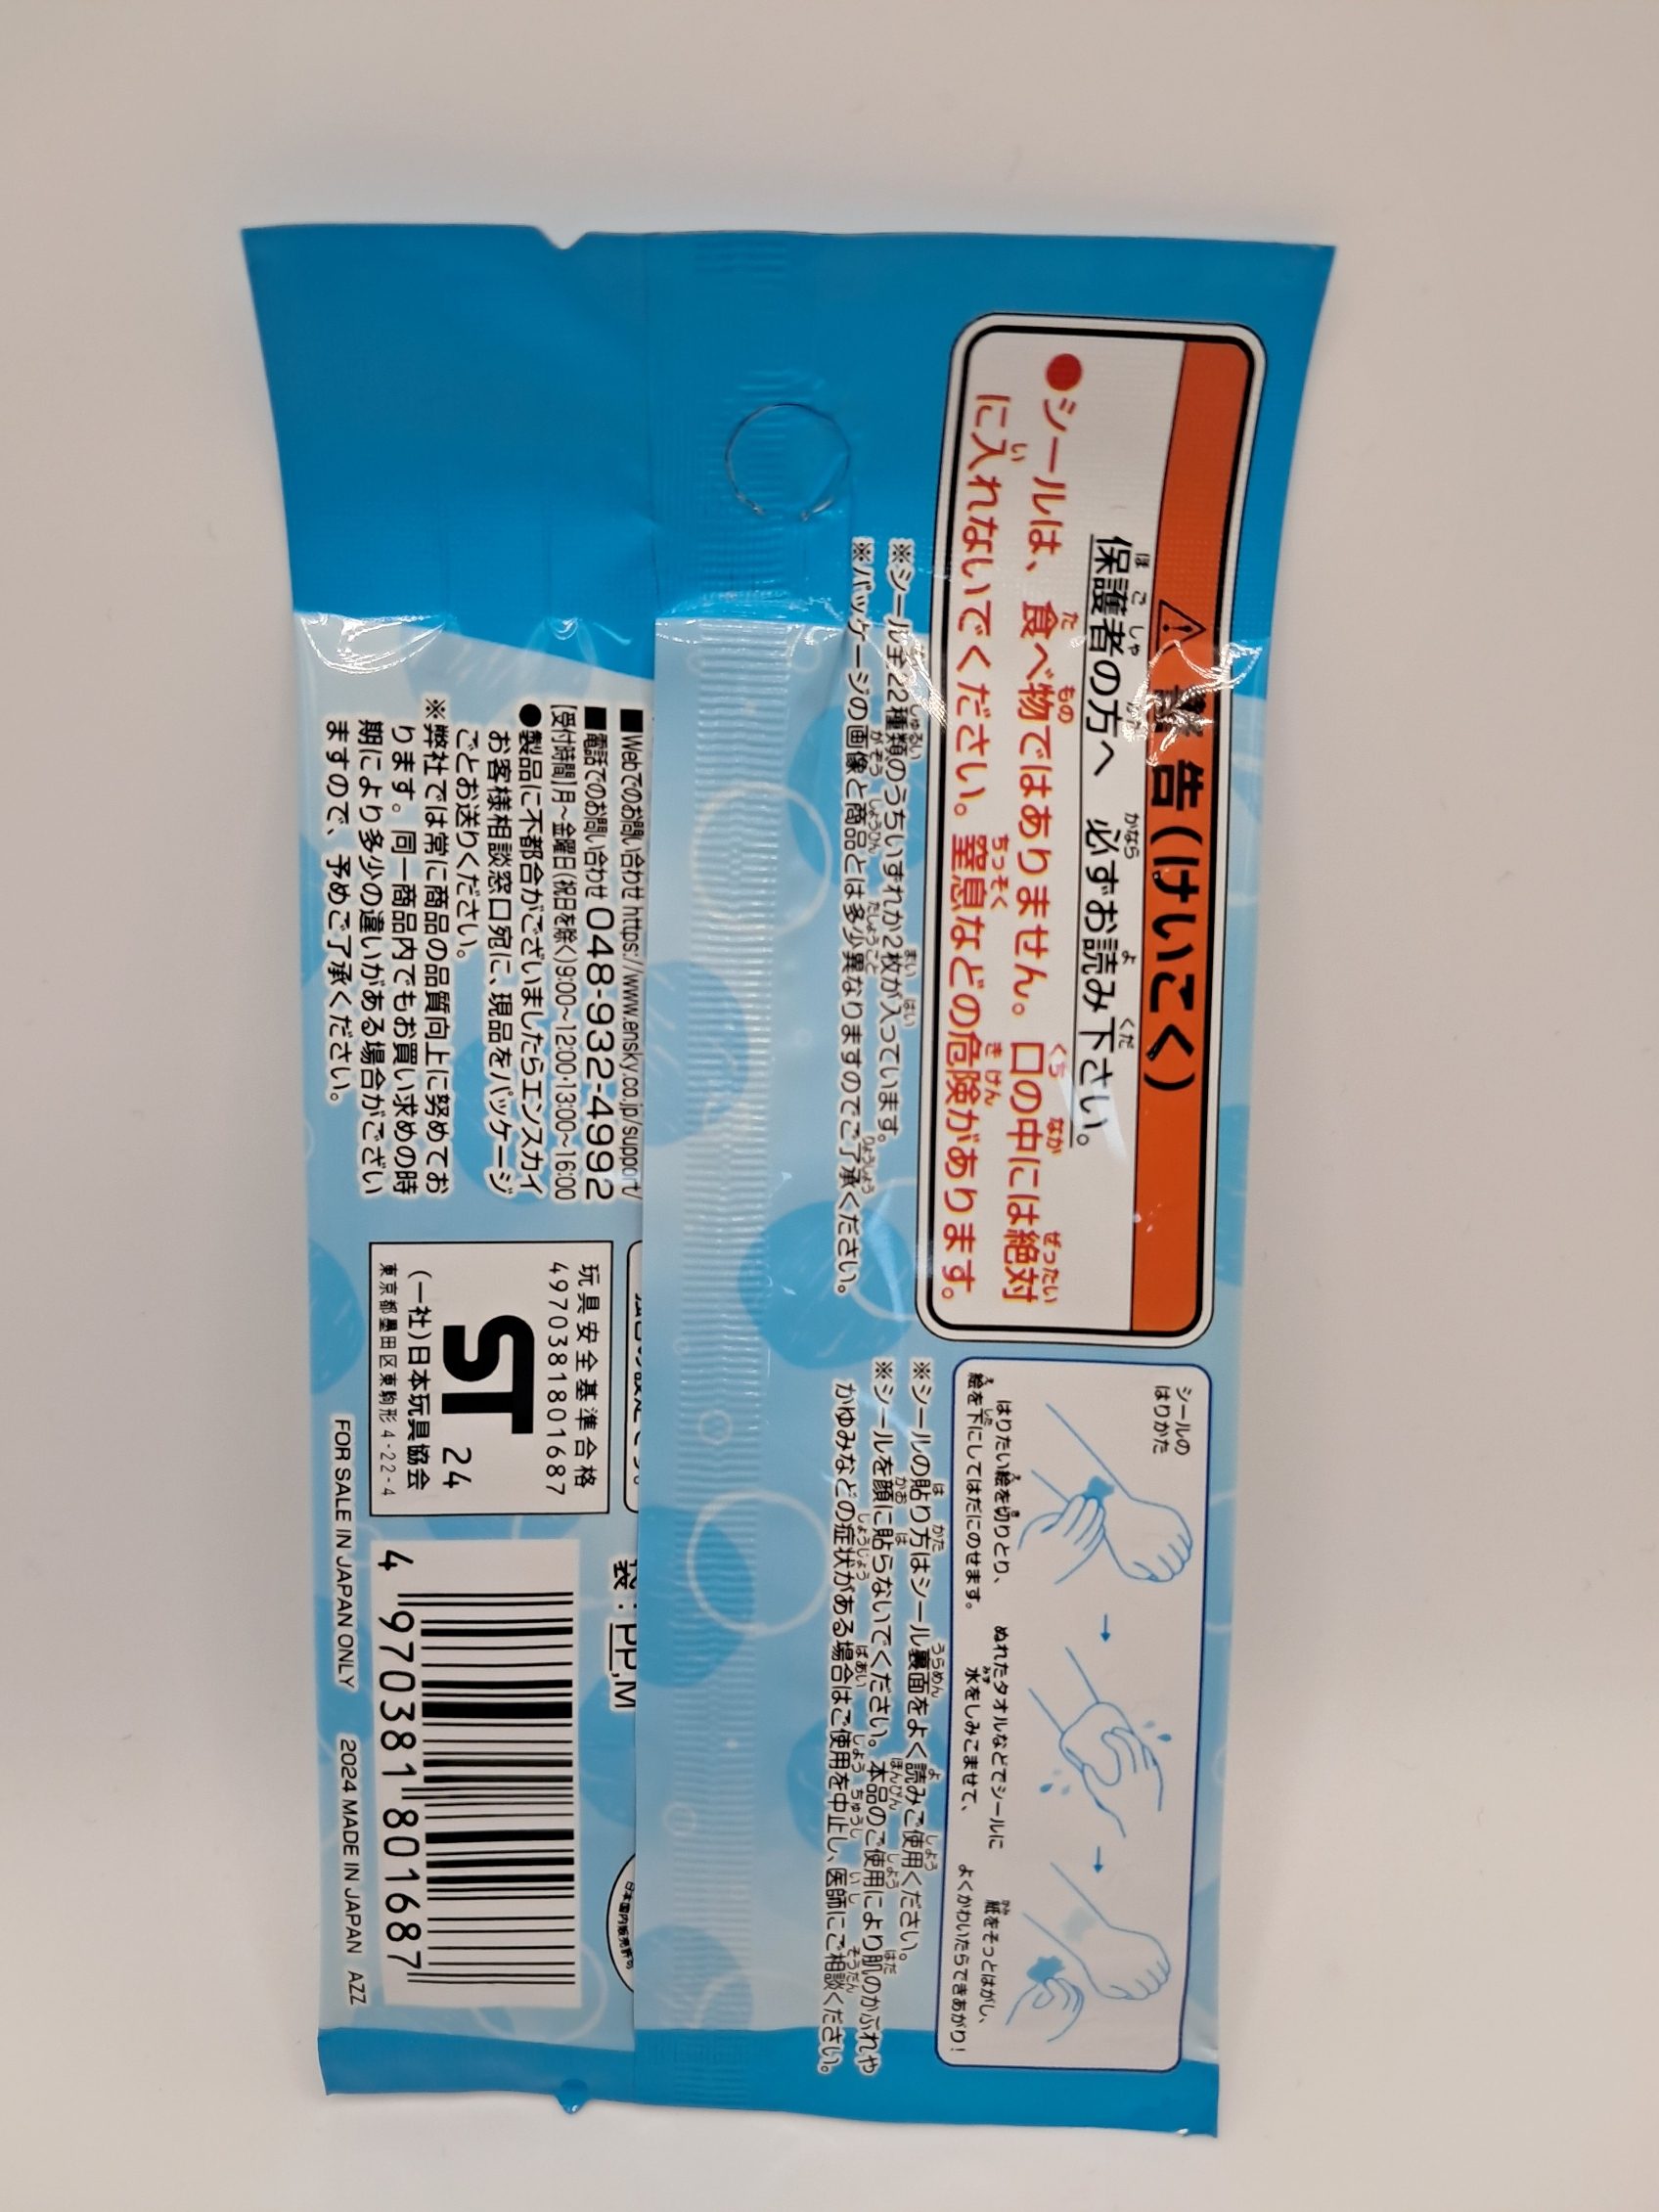 ⚠警告(けいこく)
保護者の方へ 必ずお読み下さい。
●シールは、食べ物ではありません。口の中には絶対
に入れないでください。窒息などの危険があります。
※シール全22種類のうちいずれか2枚が入っています。
※パッケージの画像と商品とは多少異なりますのでご了承ください。
シールの
はりかた
はりたい絵を切りとり、
絵を下にしてはだにのせます。
ぬれたタオルなどでシールに
水をしみこませて、
紙をそっとはがし、
よくかわいたらできあがり!
※シールの貼り方はシール裏面をよく読みご使用ください。
※シールを顔に貼らないでください。本品のご使用により肌のかぶれや
かゆみなどの症状がある場合はご使用を中止し、医師にご相談ください。
■Webでのお問い合わせ https://www.ensky.co.jp/support/
■電話でのお問い合わせ 048-932-4992
[受付時間]月~金曜日(祝日を除く)9:00~12:00・13:00~16:00
●製品に不都合がございましたらエンスカイ
お客様相談窓口宛に、現品をパッケージ
ごとお送りください。
※弊社では常に商品の品質向上に努めてお
ります。同一商品内でもお買い求めの時
期により多少の違いがある場合がござい
ますので、予めご了承ください。
玩具安全基準合格
4970381801687
ST 24
(一社)日本玩具協会
東京都墨田区東駒形4-22-4
袋:PP,M
4 970381 801687
FOR SALE IN JAPAN ONLY 2024 MADE IN JAPAN AZZ